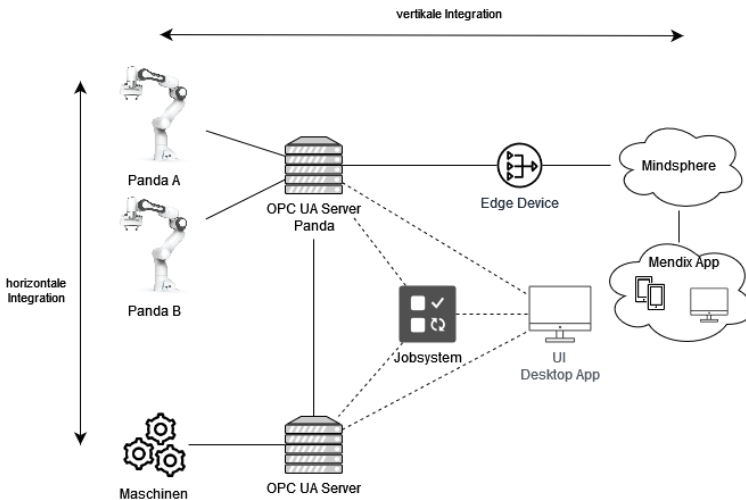 vertikale Integration
Panda A
OPC UA Server
Panda
Edge Device
Mindsphere
Mendix App
horizontale
Integration
Panda B
Jobsystem
UI
Desktop App
Maschinen
OPC UA Server